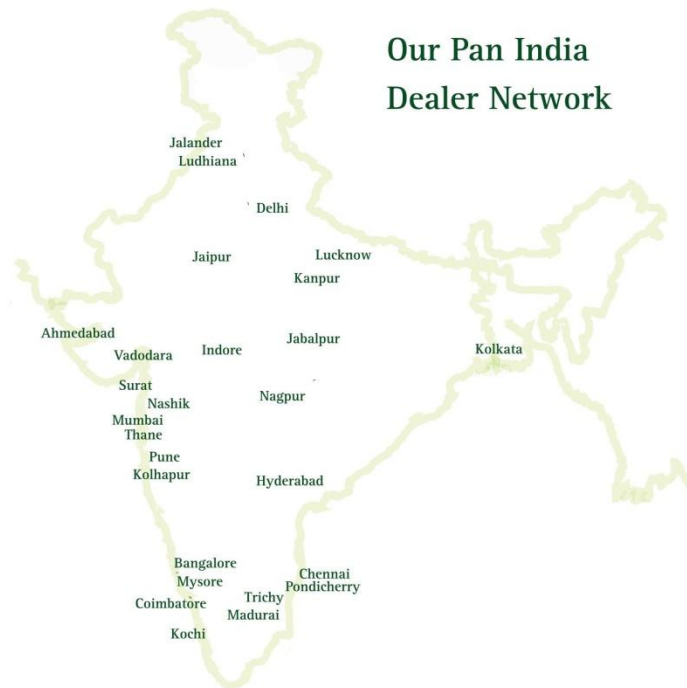 Our Pan India
Dealer Network
Jalander
Ludhiana
Delhi
Jaipur
Lucknow
Kanpur
Ahmedabad
Vadodara
Indore
Jabalpur
Kolkata
Surat
Nashik
Nagpur
Mumbai
Thane
Pune
Kolhapur
Hyderabad
Bangalore
Mysore
Chennai
Pondicherry
Coimbatore
Trichy
Madurai
Kochi